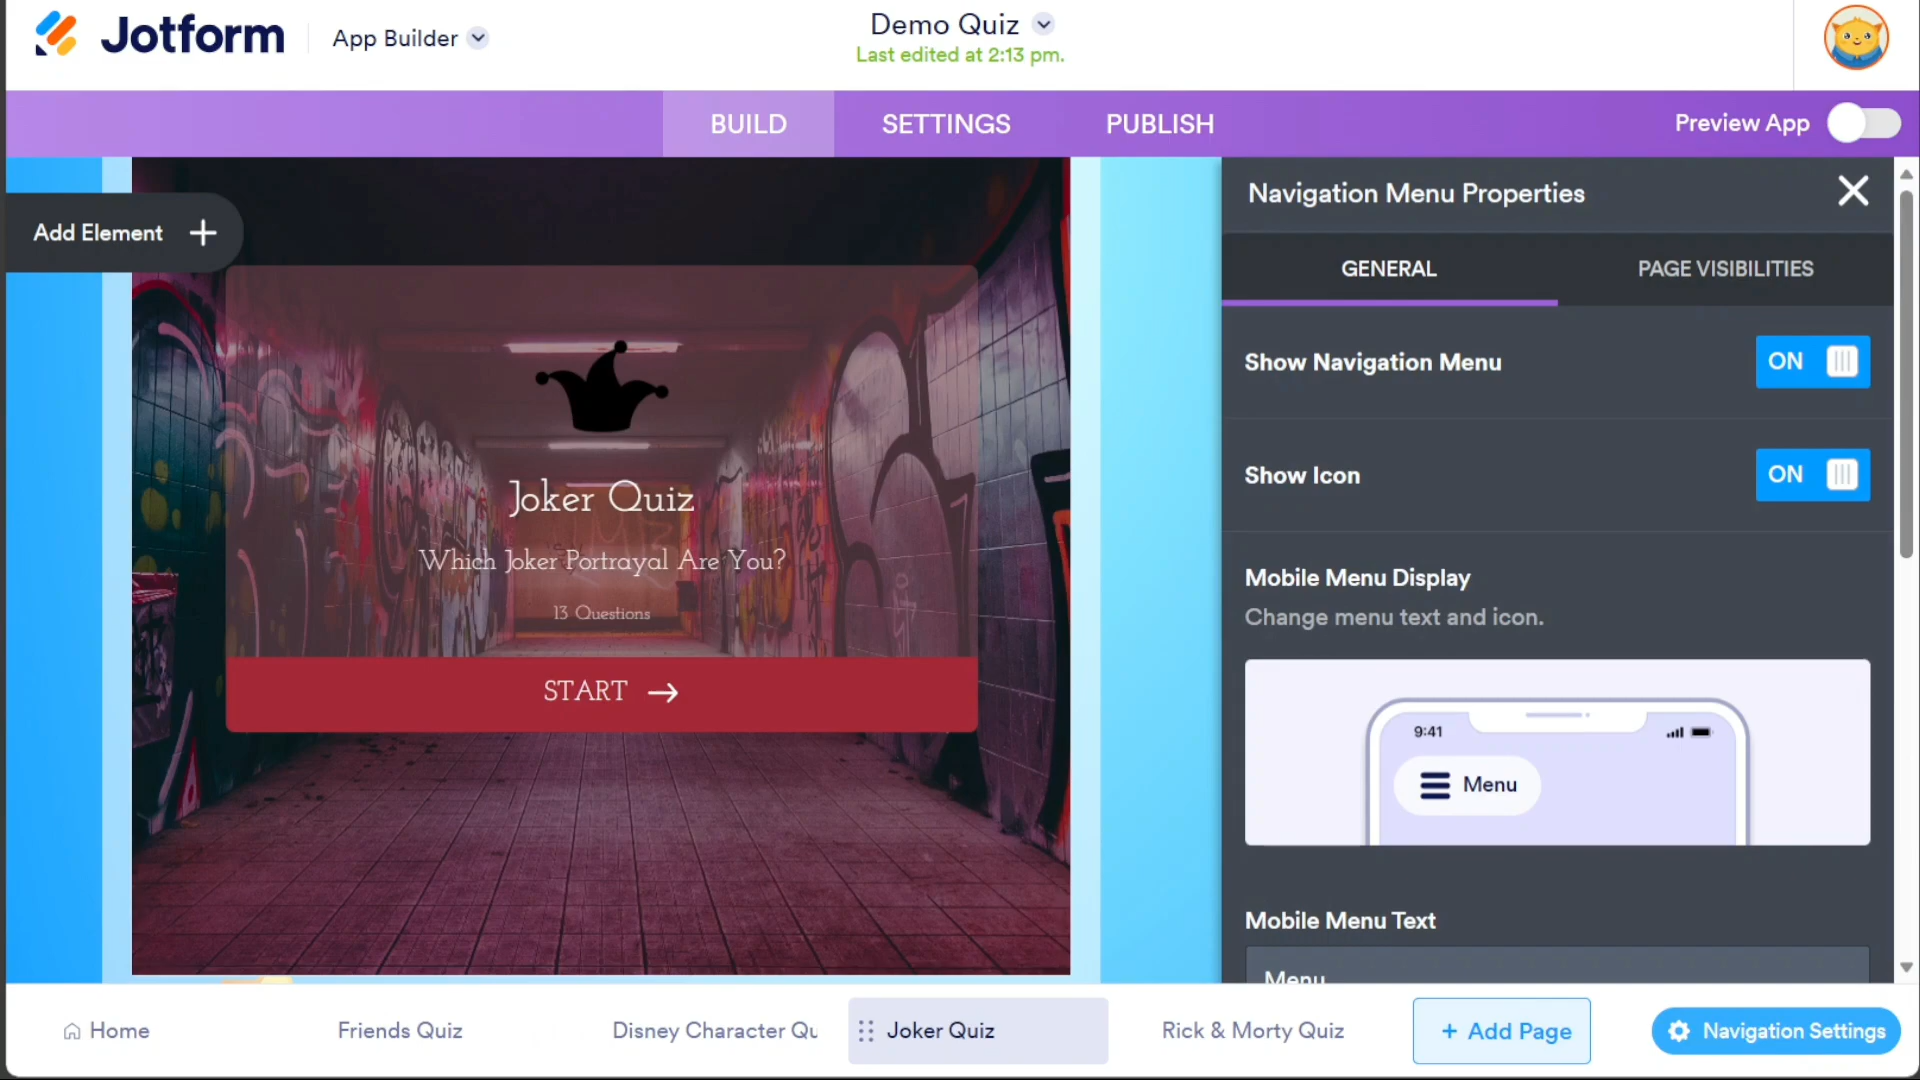 Jotform
App Builder
Demo Quiz
Last edited at 2:13 pm.
BUILD
SETTINGS
PUBLISH
Preview App
Add Element
Joker Quiz
Which Joker Portrayal Are You?
13 Questions
START
Navigation Menu Properties
GENERAL
PAGE VISIBILITIES
Show Navigation Menu
ON
Show Icon
ON
Mobile Menu Display
Change menu text and icon.
9:41
Menu
Mobile Menu Text
Menu
Home
Friends Quiz
Disney Character Qu
Joker Quiz
Rick & Morty Quiz
+ Add Page
Navigation Settings